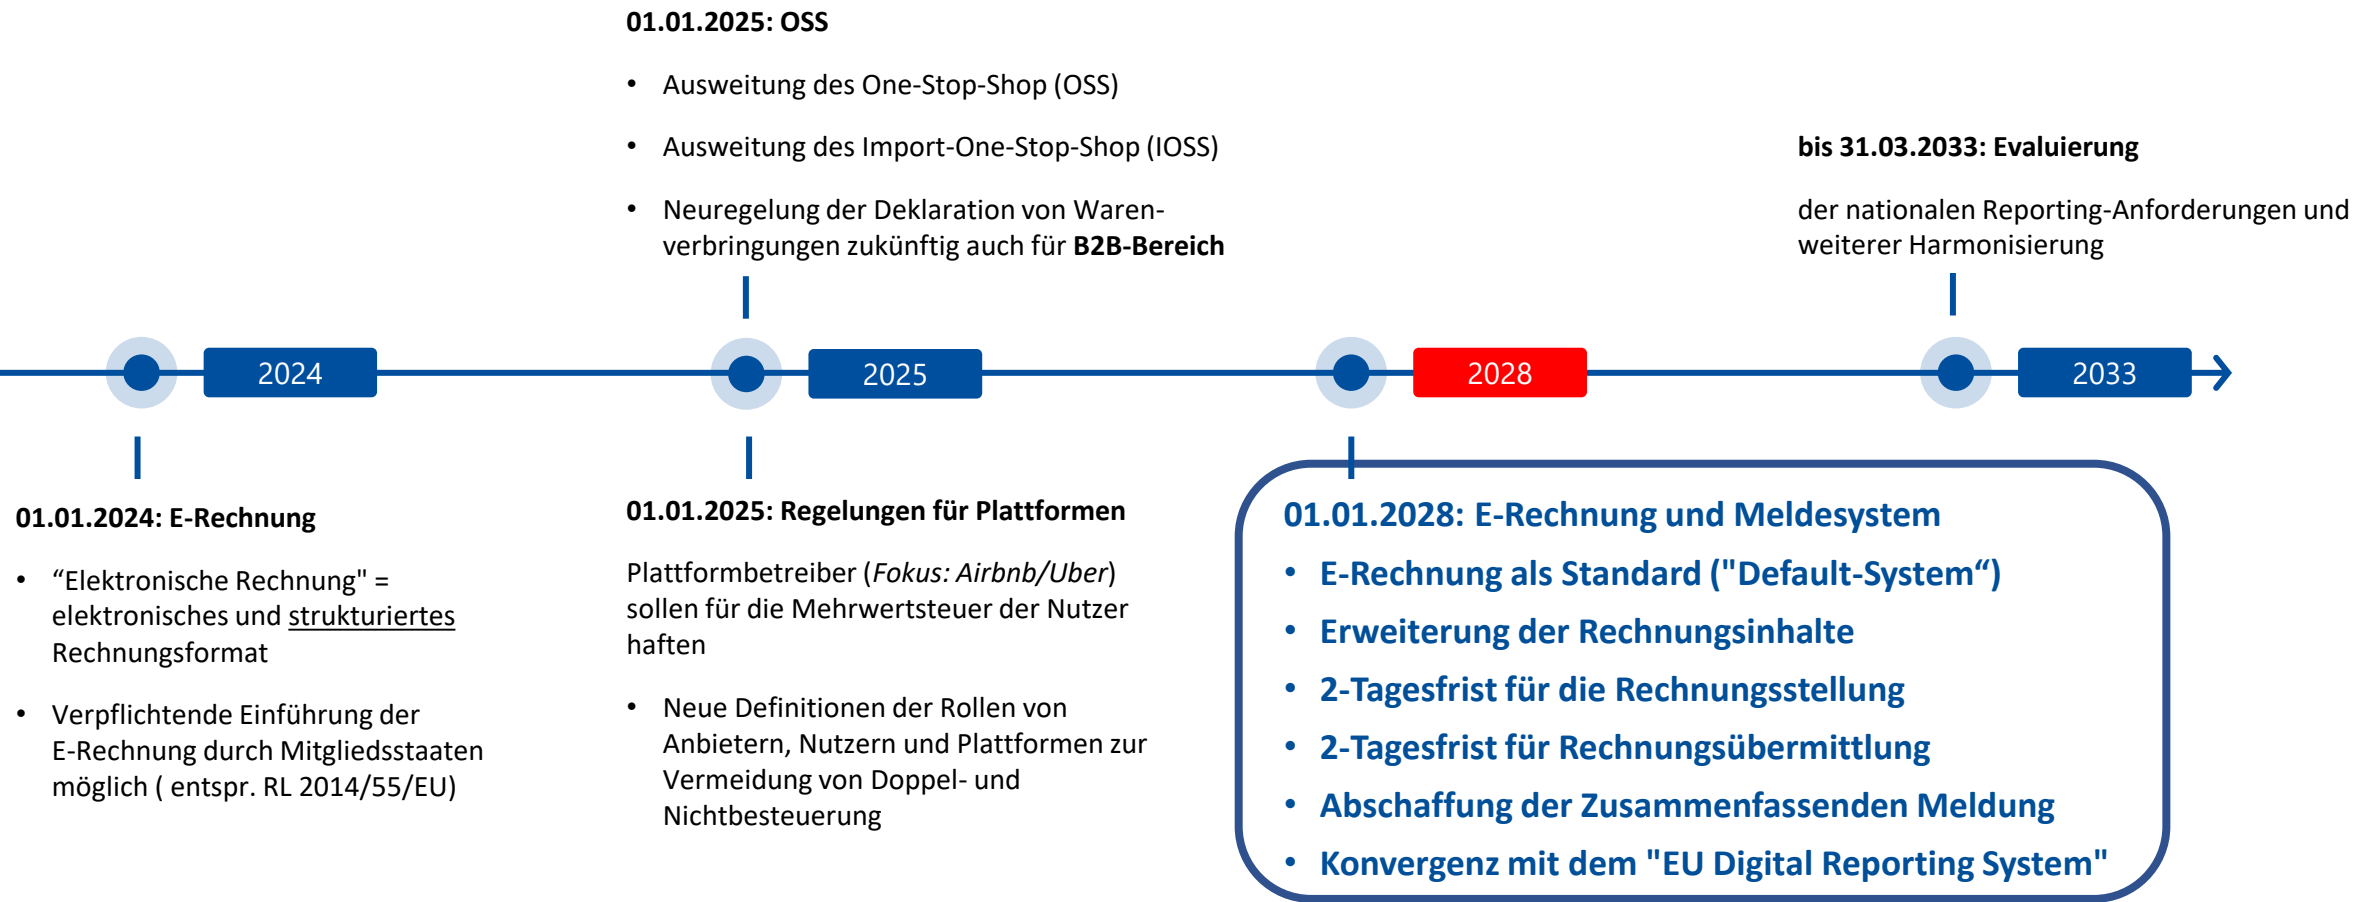 01.01.2025: OSS
• Ausweitung des One-Stop-Shop (OSS)
• Ausweitung des Import-One-Stop-Shop (IOSS)
• Neuregelung der Deklaration von Waren-
verbringungen zukünftig auch für B2B-Bereich
bis 31.03.2033: Evaluierung
der nationalen Reporting-Anforderungen und
weiterer Harmonisierung
2024
2025
2028
2033
01.01.2024: E-Rechnung
• “Elektronische Rechnung" =
elektronisches und strukturiertes
Rechnungsformat
• Verpflichtende Einführung der
E-Rechnung durch Mitgliedsstaaten
möglich ( entspr. RL 2014/55/EU)
01.01.2025: Regelungen für Plattformen
Plattformbetreiber (Fokus: Airbnb/Uber)
sollen für die Mehrwertsteuer der Nutzer
haften
• Neue Definitionen der Rollen von
Anbietern, Nutzern und Plattformen zur
Vermeidung von Doppel- und
Nichtbesteuerung
01.01.2028: E-Rechnung und Meldesystem
• E-Rechnung als Standard ("Default-System“)
• Erweiterung der Rechnungsinhalte
• 2-Tagesfrist für die Rechnungsstellung
• 2-Tagesfrist für Rechnungsübermittlung
• Abschaffung der Zusammenfassenden Meldung
• Konvergenz mit dem "EU Digital Reporting System"